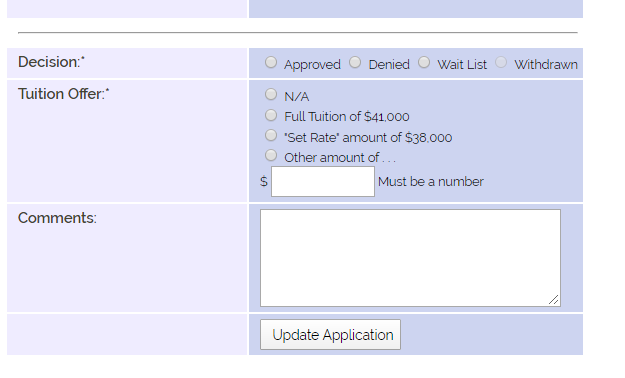 Decision:* Approved Denied Wait List Withdrawn
Tuition Offer:* N/A
Full Tuition of $41,000
"Set Rate" amount of $38,000
Other amount of . . .
$ Must be a number
Comments:
Update Application